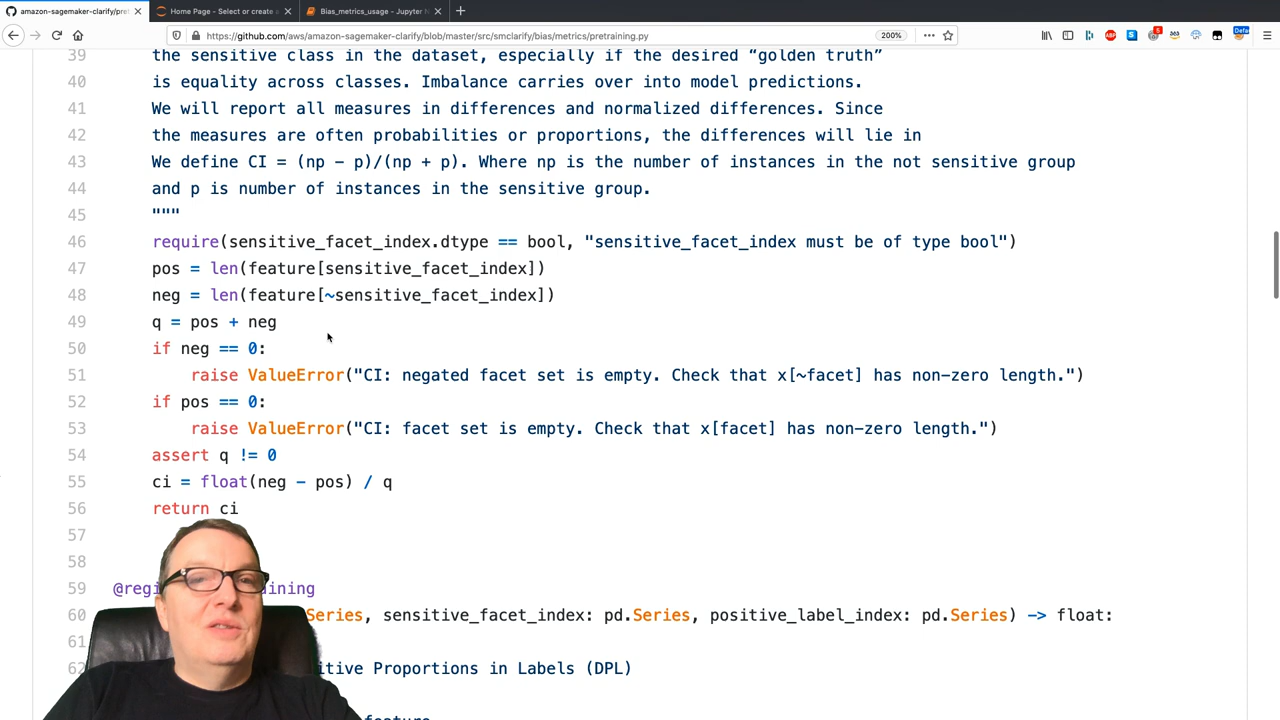 amazon-sagemaker-clarify/pret
Home Page - Select or create a
Bias_metrics_usage - Jupyter N
https://github.com/aws/amazon-sagemaker-clarify/blob/master/src/smclarify/bias/metrics/pretraining.py
200%
39 the sensitive class in the dataset, especially if the desired “golden truth”
40 is equality across classes. Imbalance carries over into model predictions.
41 We will report all measures in differences and normalized differences. Since
42 the measures are often probabilities or proportions, the differences will lie in
43 We define CI = (np - p)/(np + p). Where np is the number of instances in the not sensitive group
44 and p is number of instances in the sensitive group.
45 """
46 require(sensitive_facet_index.dtype == bool, "sensitive_facet_index must be of type bool")
47 pos = len(feature[sensitive_facet_index])
48 neg = len(feature[~sensitive_facet_index])
49 q = pos + neg
50 if neg == 0:
51 raise ValueError("CI: negated facet set is empty. Check that x[~facet] has non-zero length.")
52 if pos == 0:
53 raise ValueError("CI: facet set is empty. Check that x[facet] has non-zero length.")
54 assert q != 0
55 ci = float(neg - pos) / q
56 return ci
57
58
59 @regi ining
60 Series, sensitive_facet_index: pd.Series, positive_label_index: pd.Series) -> float:
61
62 itive Proportions in Labels (DPL)